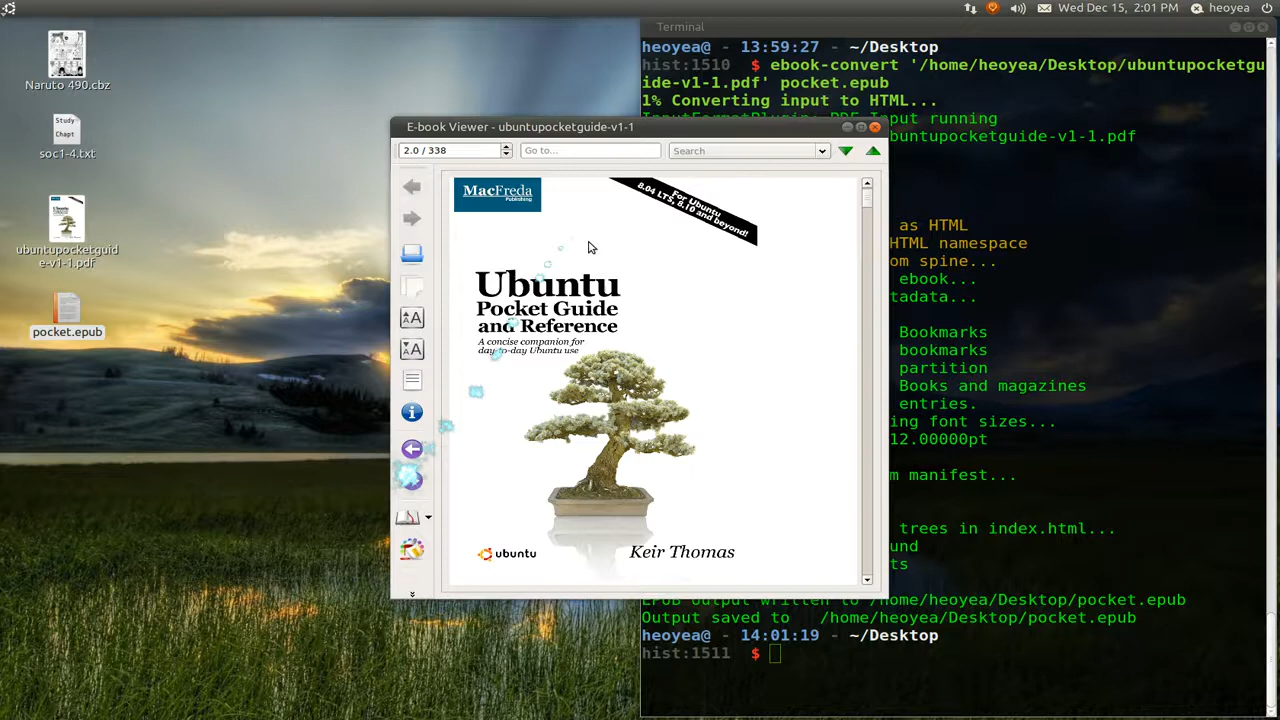 Wed Dec 15, 2:01 PM
heoyea
Naruto 490.cbz
Study
Chapt
soc1-4.txt
ubuntupocketguid
e-v1-1.pdf
pocket.epub
Terminal
heoyea@ - 13:59:27 - ~/Desktop
hist:1510 $ ebook-convert '/home/heoyea/Desktop/ubuntupocketgu
ide-v1-1.pdf' pocket.epub
1% Converting input to HTML...
InputFormatPlugin: PDF Input running
ubuntupocketguide-v1-1.pdf
as HTML
HTML namespace
om spine...
ebook...
tadata...
Bookmarks
bookmarks
partition
Books and magazines
entries.
ing font sizes...
12.00000pt
m manifest...
trees in index.html...
und
ts
EPUB output written to /home/heoyea/Desktop/pocket.epub
Output saved to /home/heoyea/Desktop/pocket.epub
heoyea@ - 14:01:19 - ~/Desktop
hist:1511 $
E-book Viewer - ubuntupocketguide-v1-1
2.0 / 338
Go to...
Search
MacFreda
Publishing
For Ubuntu
8.04 LTS, 8.10 and beyond!
Ubuntu
Pocket Guide
and Reference
A concise companion for
day-to-day Ubuntu use
ubuntu
Keir Thomas